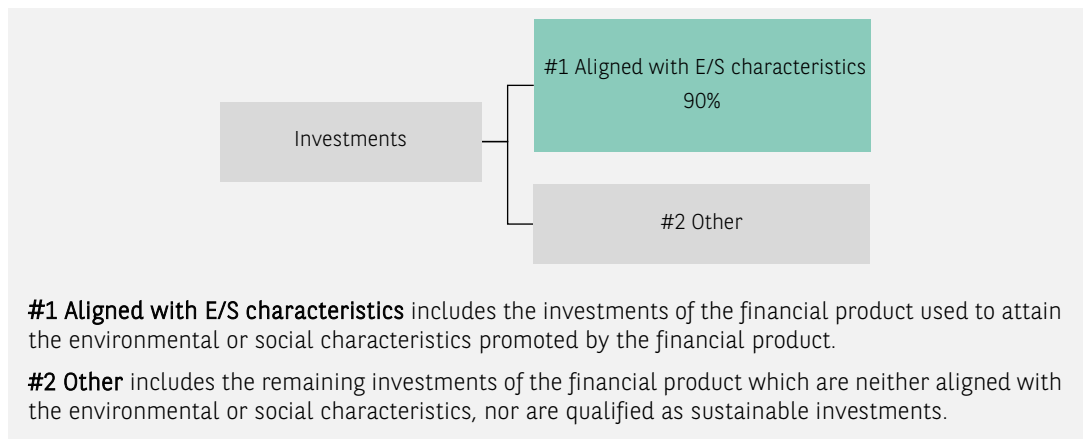 #1 Aligned with E/S characteristics
90%
Investments
#2 Other
#1 Aligned with E/S characteristics includes the investments of the financial product used to attain
the environmental or social characteristics promoted by the financial product.
#2 Other includes the remaining investments of the financial product which are neither aligned with
the environmental or social characteristics, nor are qualified as sustainable investments.